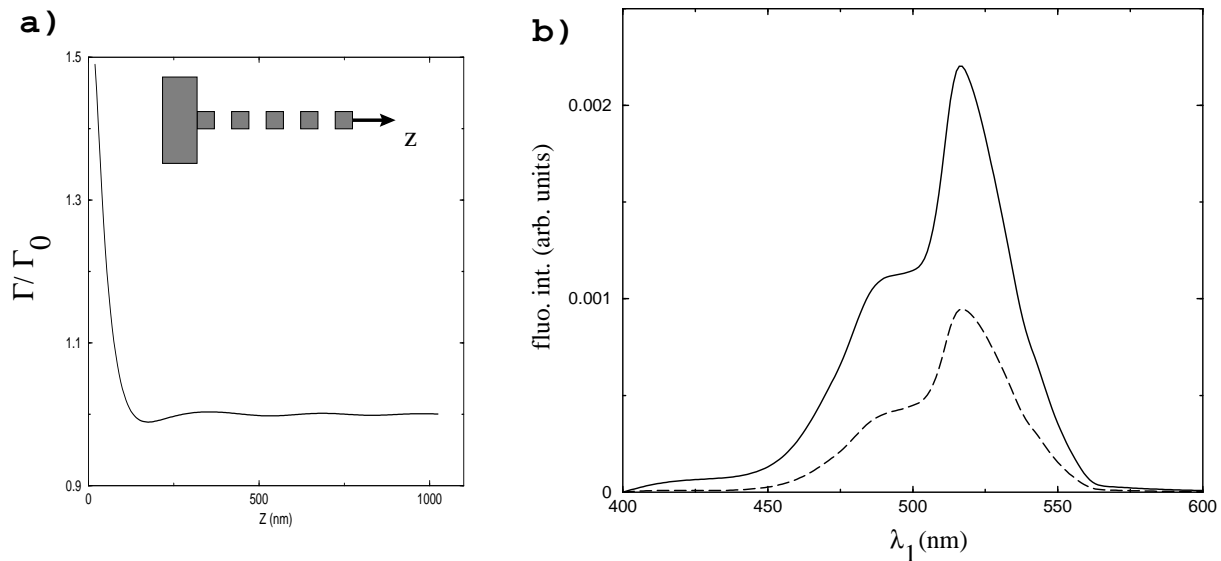 a)
1.5
1.3
1.1
0.9
Γ/Γ₀
z
0
500
1000
Z (nm)
b)
0.002
0.001
0
fluo. int. (arb. units)
400
450
500
550
600
λ₁ (nm)